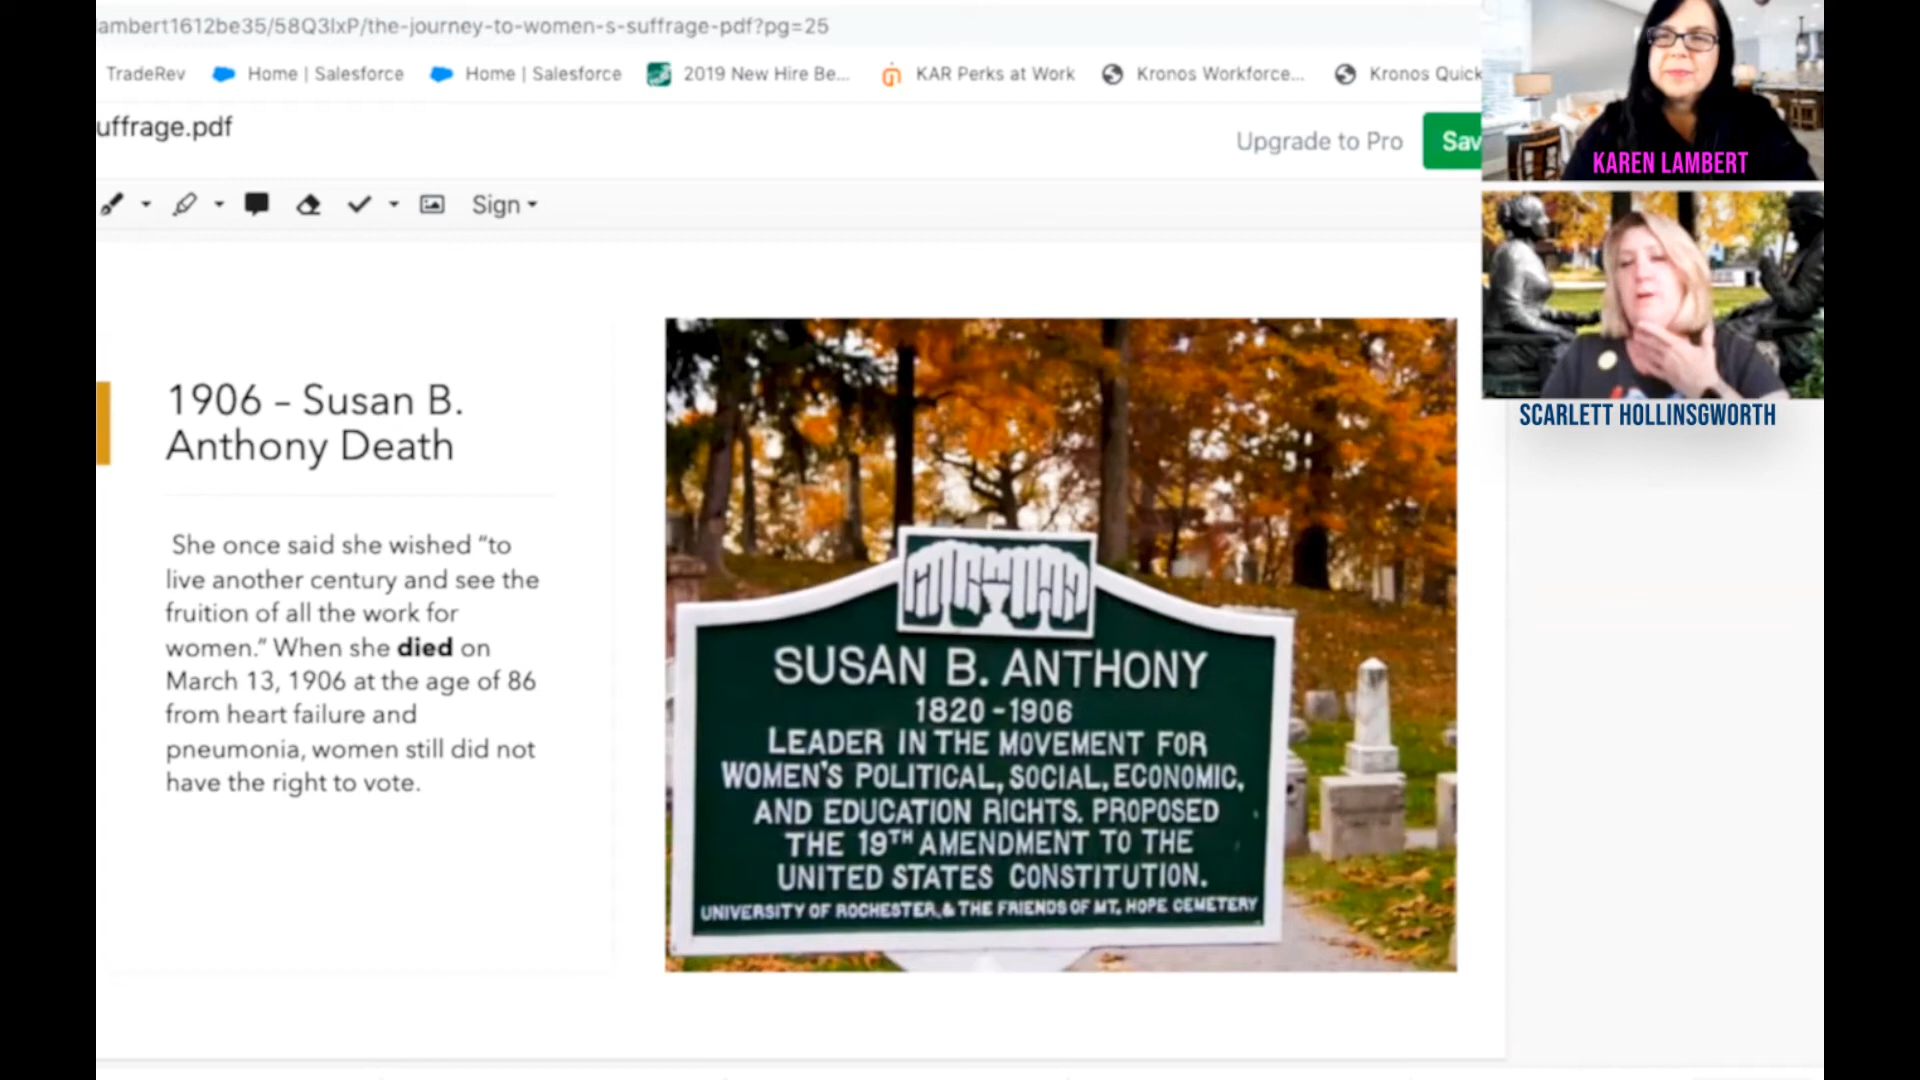 ambert1612be35/58Q3lxP/the-journey-to-women-s-suffrage-pdf?pg=25
TradeRev Home | Salesforce Home | Salesforce 2019 New Hire Be... KAR Perks at Work Kronos Workforce... Kronos Quick
uffrage.pdf
Upgrade to Pro Sav
Sign
KAREN LAMBERT
SCARLETT HOLLINSGWORTH
1906 – Susan B.
Anthony Death
She once said she wished “to
live another century and see the
fruition of all the work for
women.” When she died on
March 13, 1906 at the age of 86
from heart failure and
pneumonia, women still did not
have the right to vote.
SUSAN B. ANTHONY
1820-1906
LEADER IN THE MOVEMENT FOR
WOMEN'S POLITICAL, SOCIAL, ECONOMIC,
AND EDUCATION RIGHTS. PROPOSED
THE 19TH AMENDMENT TO THE
UNITED STATES CONSTITUTION.
UNIVERSITY OF ROCHESTER, & THE FRIENDS OF MT. HOPE CEMETERY